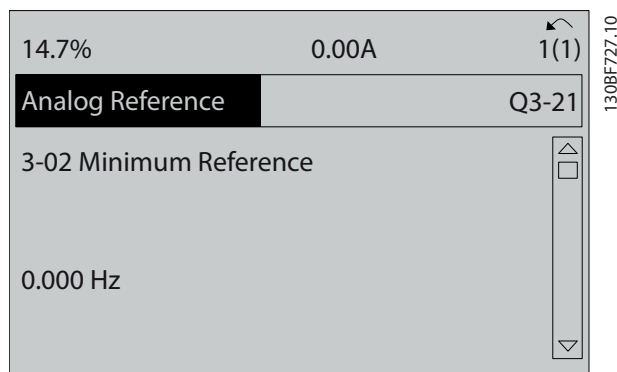 14.7% 0.00A 1(1)
Analog Reference Q3-21
3-02 Minimum Reference
0.000 Hz
130BF727.10